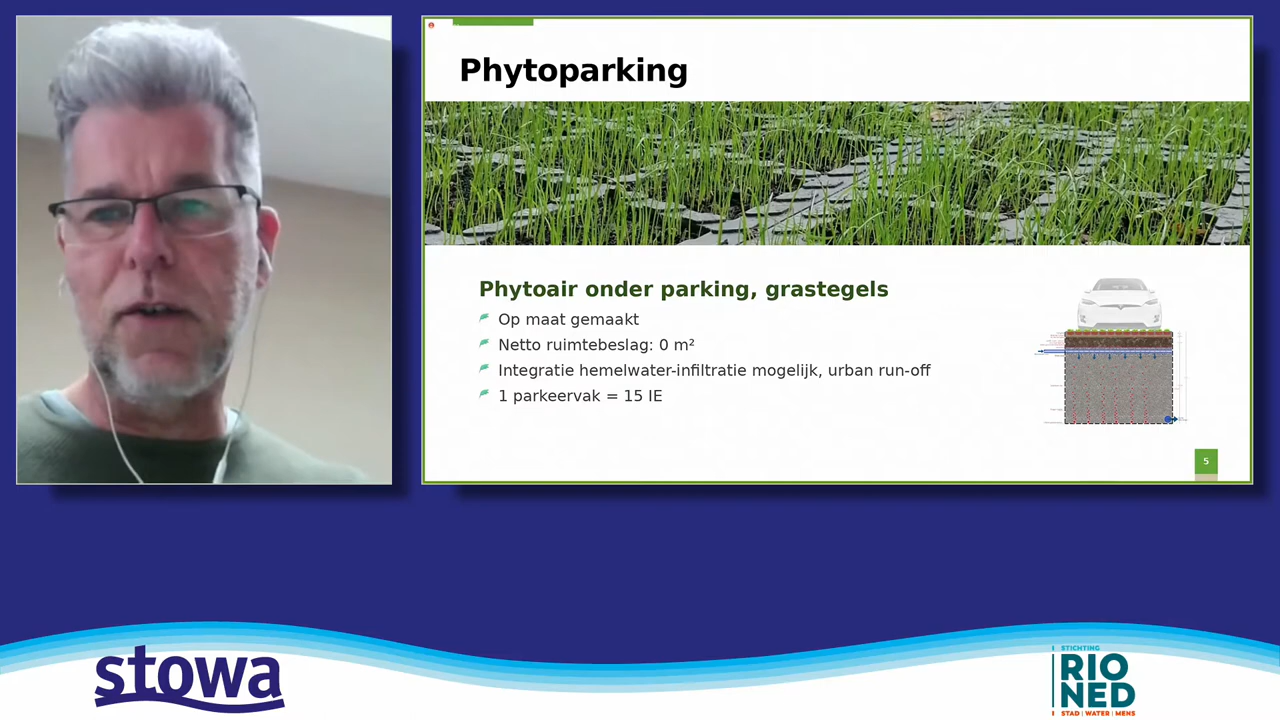 Phytoparking
Phytoair onder parking, grastegels
Op maat gemaakt
Netto ruimtebeslag: 0 m²
Integratie hemelwater-infiltratie mogelijk, urban run-off
1 parkeervak = 15 IE
5
stowa
STICHTING
RIO
NED
STAD | WATER | MENS